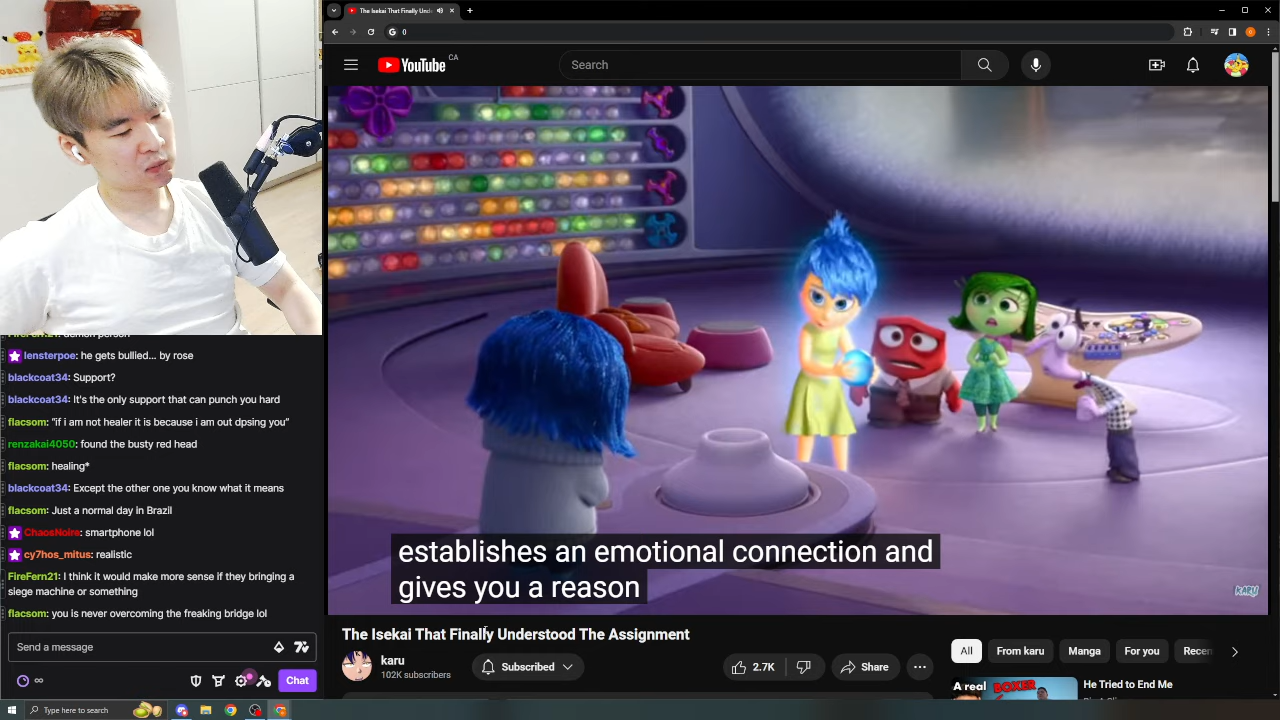 The Isekai That Finally Und
0
YouTube CA
Search
establishes an emotional connection and
gives you a reason
KARU
The Isekai That Finally Understood The Assignment
karu
102K subscribers
Subscribed
2.7K
Share
All
From karu
Manga
For you
Recen
A real
BOXER
He Tried to End Me
FireFern21: demon person
lensterpoe: he gets bullied... by rose
blackcoat34: Support?
blackcoat34: It's the only support that can punch you hard
flacsom: “if i am not healer it is because i am out dpsing you”
renzakai4050: found the busty red head
flacsom: healing*
blackcoat34: Except the other one you know what it means
flacsom: Just a normal day in Brazil
ChaosNoire: smartphone lol
cy7hos_mitus: realistic
FireFern21: I think it would make more sense if they bringing a
siege machine or something
flacsom: you is never overcoming the freaking bridge lol
Send a message
∞
Chat
Type here to search